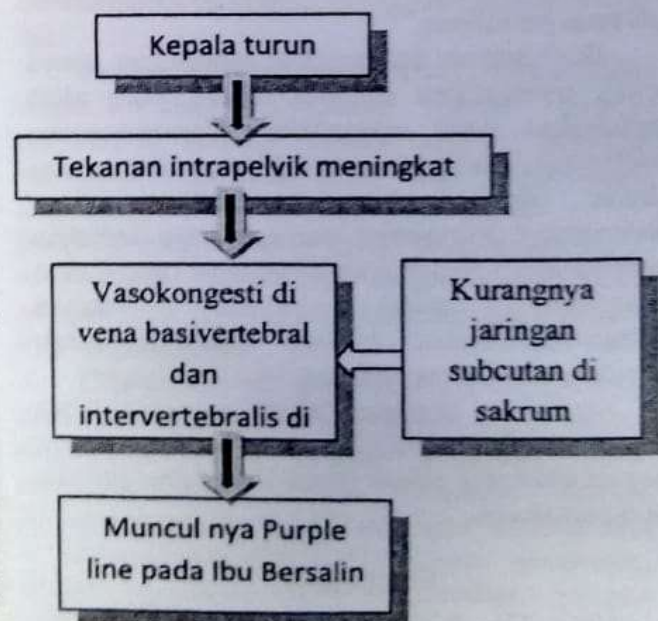 Kepala turun
Tekanan intrapelvik meningkat
Vasokongesti di
vena basivertebral
dan
intervertebralis di
Kurangnya
jaringan
subcutan di
sakrum
Muncul nya Purple
line pada Ibu Bersalin